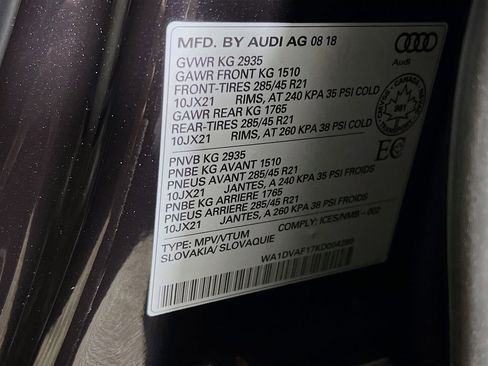 MFD. BY AUDI AG 08 18
GVWR KG 2935
GAWR FRONT KG 1510
FRONT-TIRES 285/45 R21
10JX21 RIMS, AT 240 KPA 35 PSI COLD
GAWR REAR KG 1765
REAR-TIRES 285/45 R21
10JX21 RIMS, AT 260 KPA 38 PSI COLD
Audi
CANADA
TRANSPORT
PNVB KG 2935
PNBE KG AVANT 1510
PNEUS AVANT 285/45 R21
10JX21 JANTES, A 240 KPA 35 PSI FROIDS
PNBE KG ARRIERE 1765
PNEUS ARRIERE 285/45 R21
10JX21 JANTES, A 260 KPA 38 PSI FROIDS
EC
COMPLY: ICES/NMB-002
TYPE: MPV/VTUM
SLOVAKIA/ SLOVAQUIE
WA1DVAF17KD004285